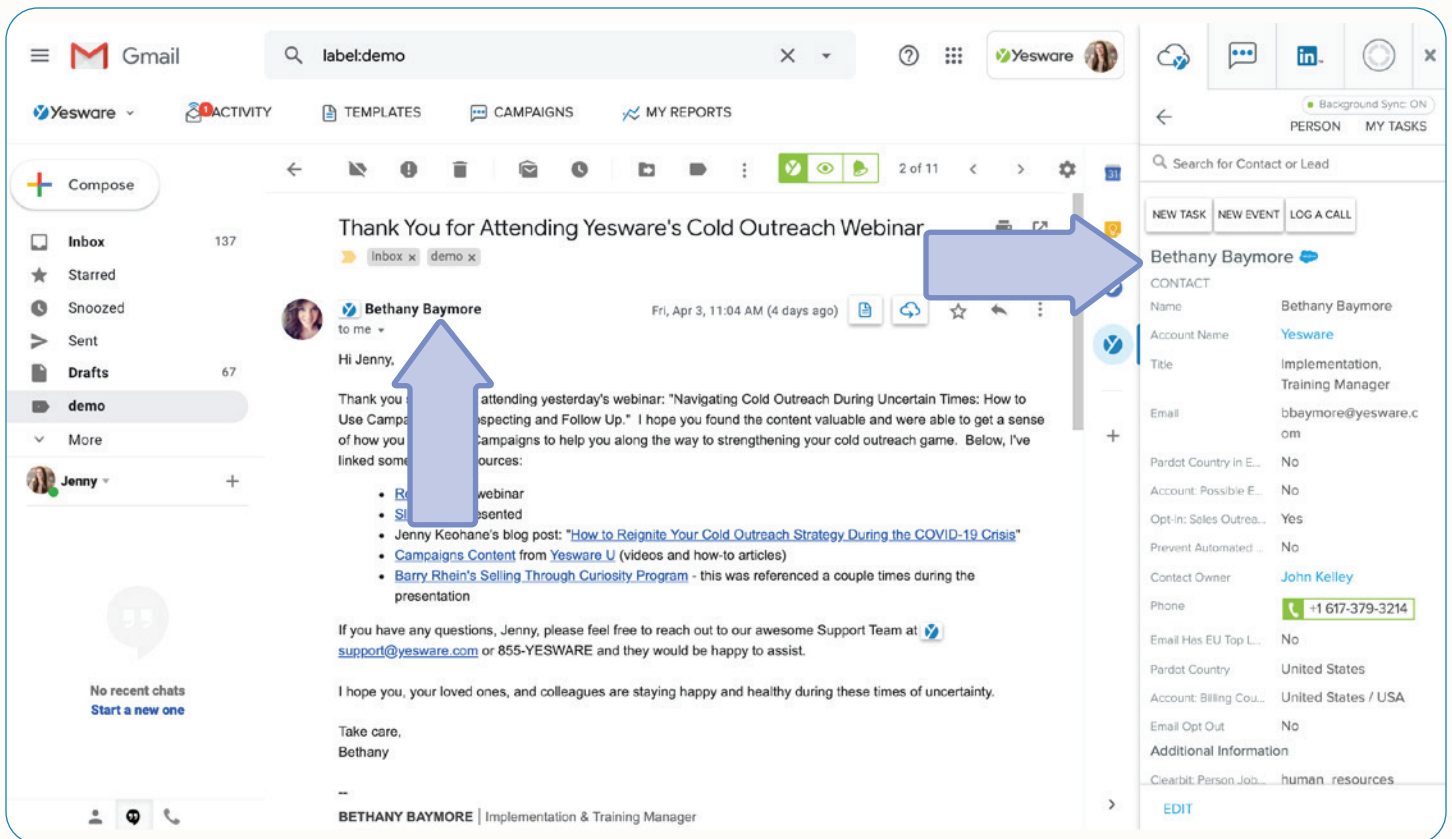 Gmail
label:demo
Yesware
Yesware
1
ACTIVITY
TEMPLATES
CAMPAIGNS
MY REPORTS
Compose
Inbox 137
Starred
Snoozed
Sent
Drafts 67
demo
More
Jenny
No recent chats
Start a new one
2 of 11
31
Thank You for Attending Yesware's Cold Outreach Webinar
Inbox x demo x
Bethany Baymore
Fri, Apr 3, 11:04 AM (4 days ago)
to me
Hi Jenny,
Thank you attending yesterday's webinar: "Navigating Cold Outreach During Uncertain Times: How to
Use specting and Follow Up." I hope you found the content valuable and were able to get a sense
of how you Campaigns to help you along the way to strengthening your cold outreach game. Below, I've
linked some ources:
webinar
esented
Jenny Keohane's blog post: "How to Reignite Your Cold Outreach Strategy During the COVID-19 Crisis"
Campaigns Content from Yesware U (videos and how-to articles)
Barry Rhein's Selling Through Curiosity Program - this was referenced a couple times during the
presentation
If you have any questions, Jenny, please feel free to reach out to our awesome Support Team at
support@yesware.com or 855-YESWARE and they would be happy to assist.
I hope you, your loved ones, and colleagues are staying happy and healthy during these times of uncertainty.
Take care,
Bethany
--
BETHANY BAYMORE | Implementation & Training Manager
in
Background Sync: ON
PERSON MY TASKS
Search for Contact or Lead
NEW TASK NEW EVENT LOG A CALL
Bethany Baymore
CONTACT
Name Bethany Baymore
Account Name Yesware
Title Implementation,
Training Manager
Email bbaymore@yesware.c
om
Pardot Country in E... No
Account: Possible E... No
Opt-In: Sales Outrea... Yes
Prevent Automated ... No
Contact Owner John Kelley
Phone +1 617-379-3214
Email Has EU Top L... No
Pardot Country United States
Account: Billing Cou... United States / USA
Email Opt Out No
Additional Information
Clearbit: Person Job... human_resources
EDIT